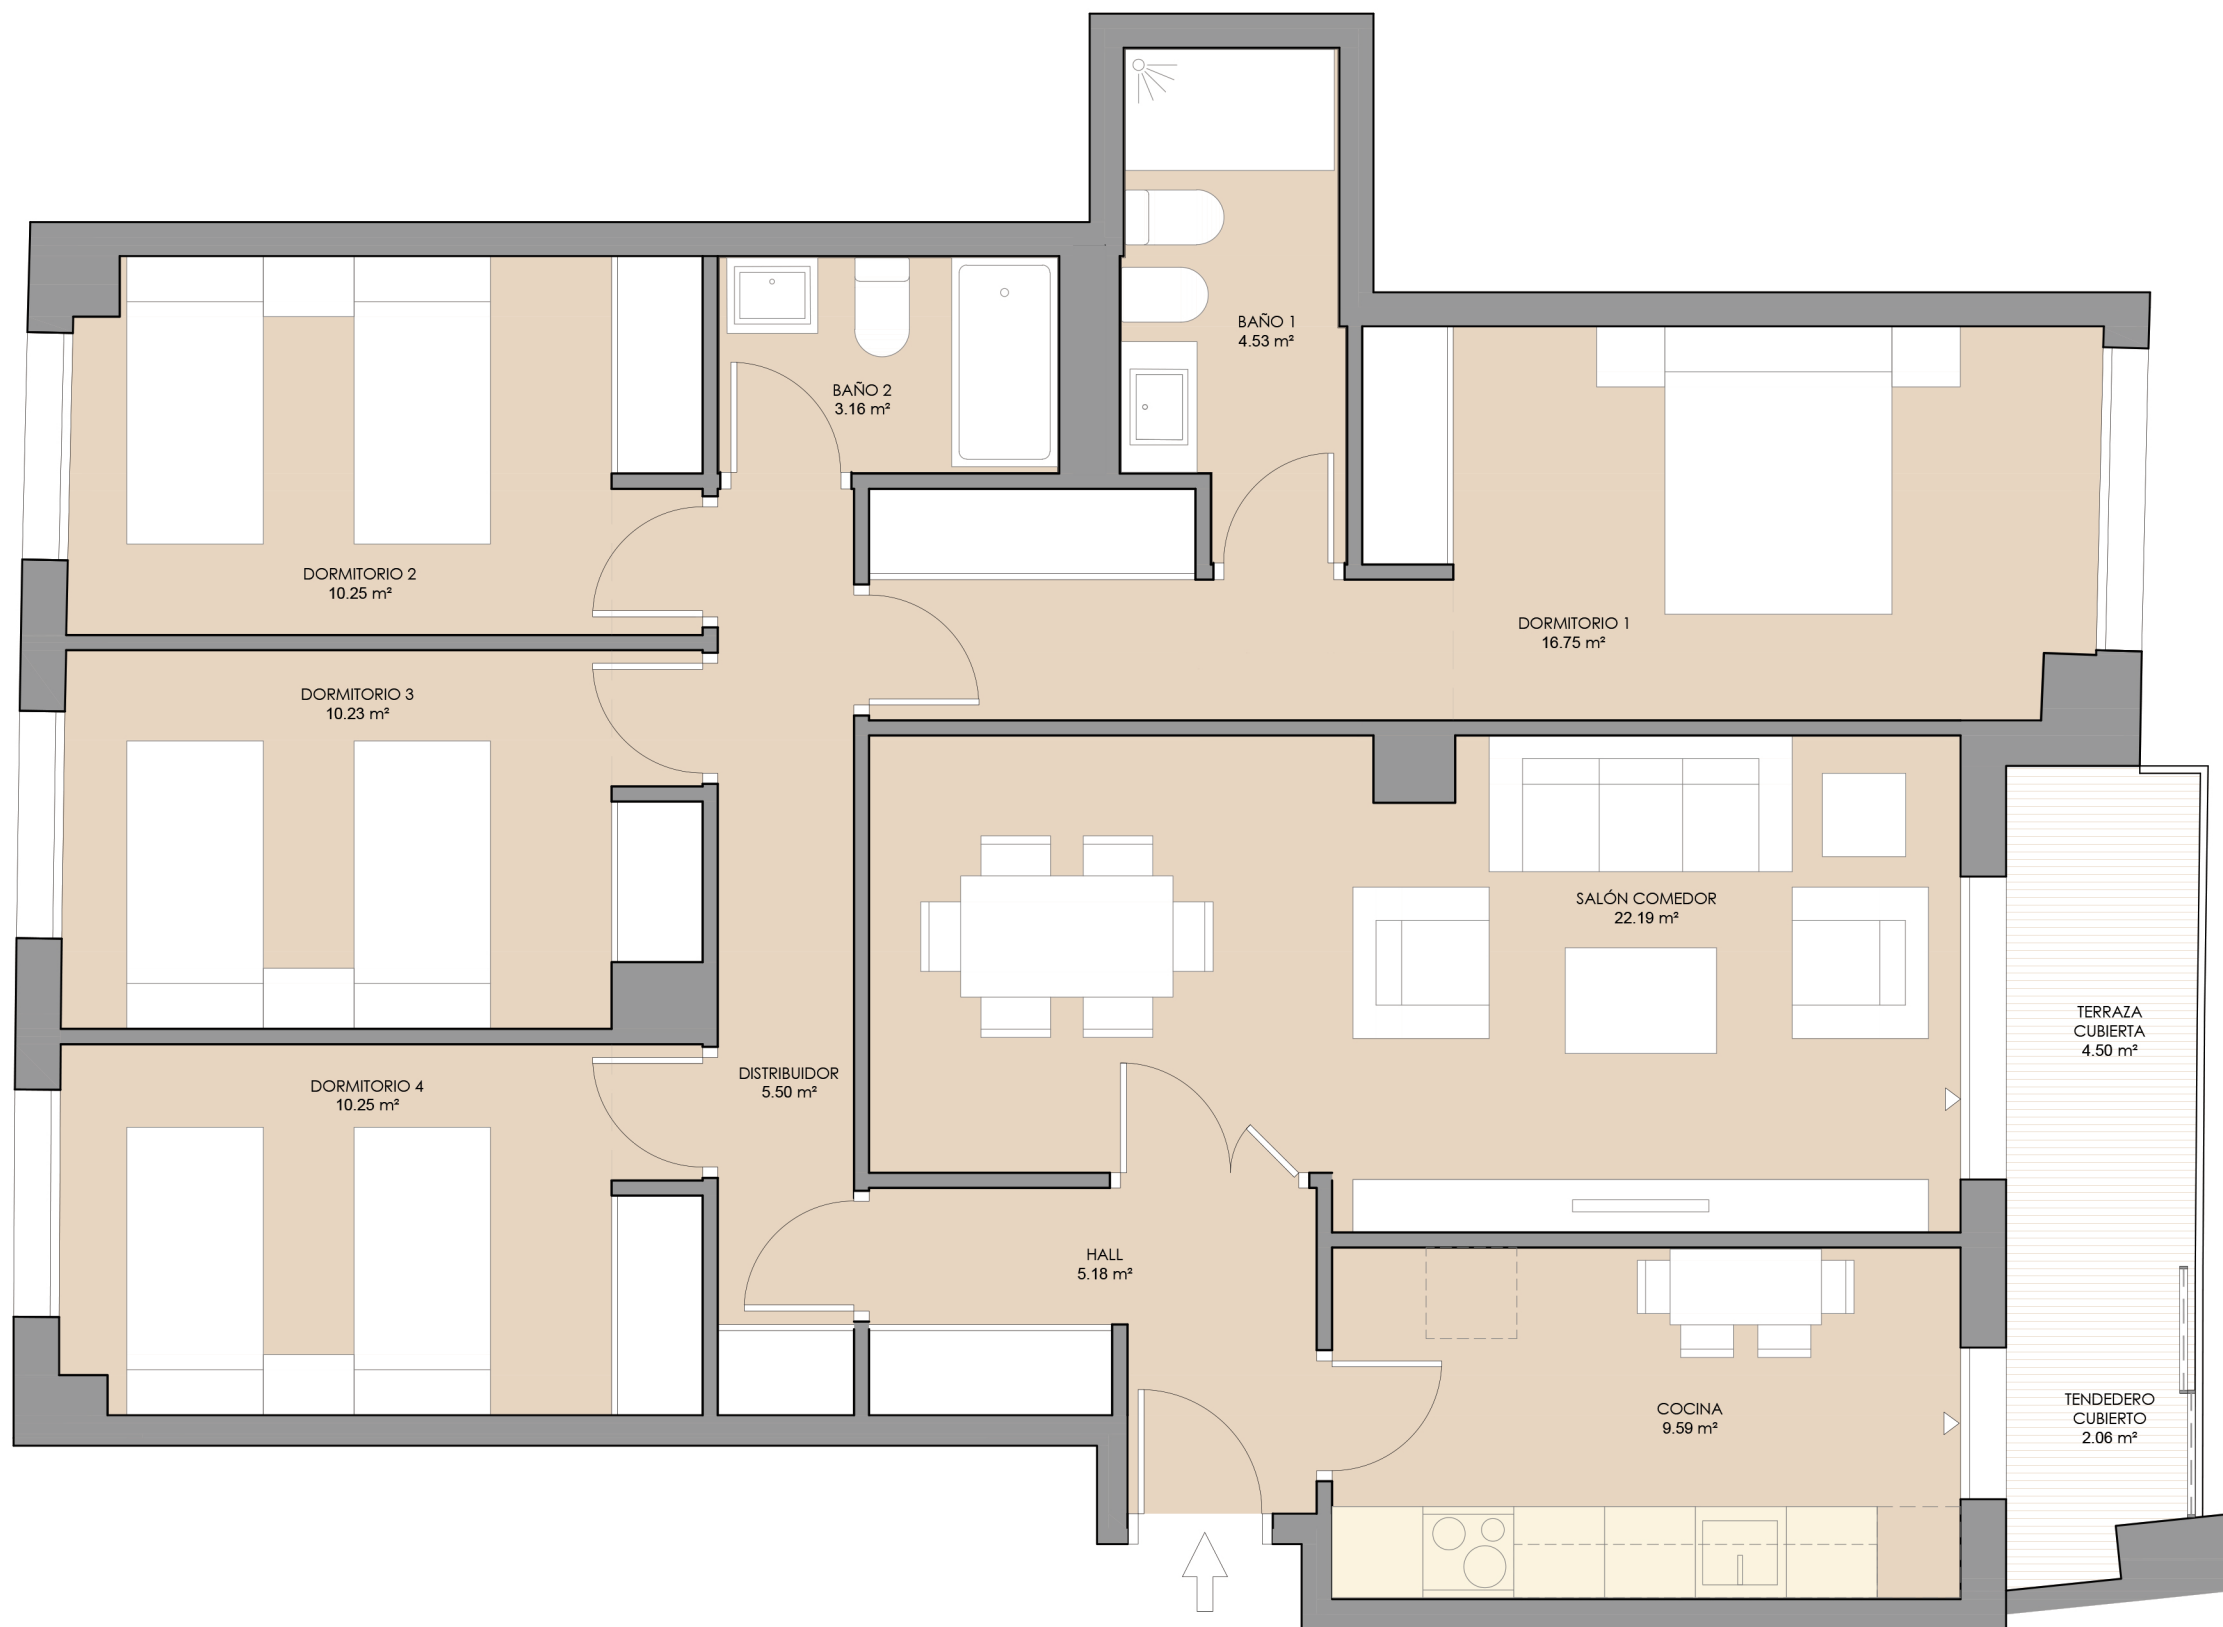 BAÑO 1
4.53 m²
BAÑO 2
3.16 m²
DORMITORIO 2
10.25 m²
DORMITORIO 1
16.75 m²
DORMITORIO 3
10.23 m²
SALÓN COMEDOR
22.19 m²
TERRAZA
CUBIERTA
4.50 m²
DISTRIBUIDOR
5.50 m²
DORMITORIO 4
10.25 m²
HALL
5.18 m²
COCINA
9.59 m²
TENDEDERO
CUBIERTO
2.06 m²